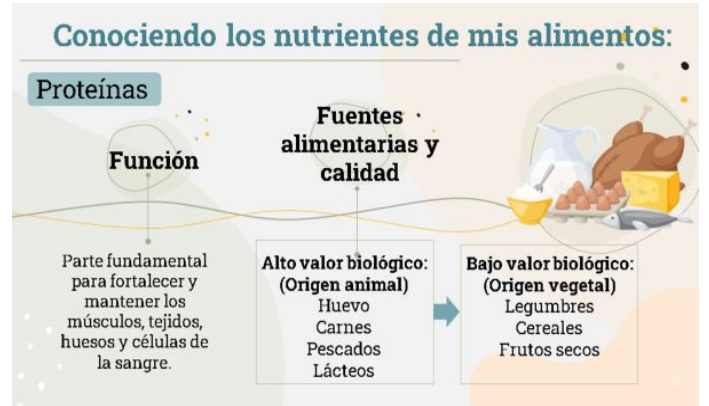 Conociendo los nutrientes de mis alimentos:
Proteínas
Función
Parte fundamental
para fortalecer y
mantener los
músculos, tejidos,
huesos y células de
la sangre.
Fuentes
alimentarias y
calidad
Alto valor biológico:
(Origen animal)
Huevo
Carnes
Pescados
Lácteos
Bajo valor biológico:
(Origen vegetal)
Legumbres
Cereales
Frutos secos